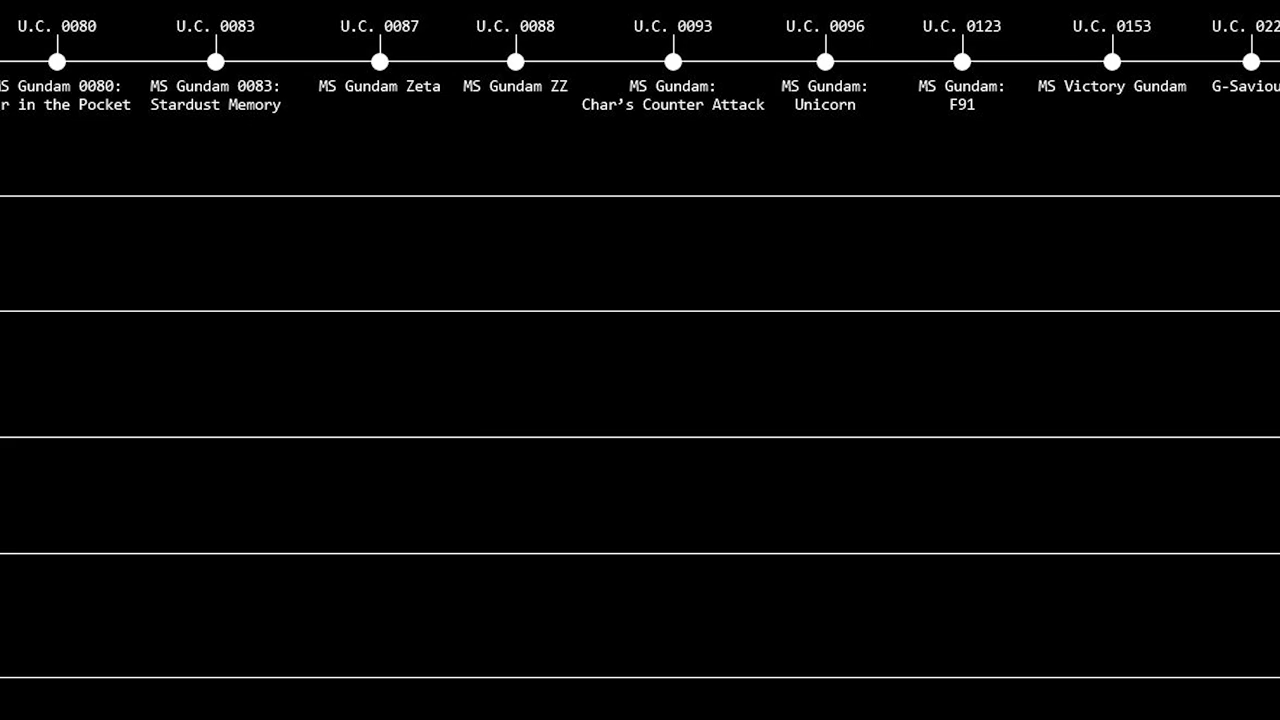 U.C. 0080 U.C. 0083 U.C. 0087 U.C. 0088 U.C. 0093 U.C. 0096 U.C. 0123 U.C. 0153 U.C. 022
MS Gundam 0080: MS Gundam 0083: MS Gundam Zeta MS Gundam ZZ MS Gundam: MS Gundam: MS Gundam: MS Victory Gundam G-Saviou
r in the Pocket Stardust Memory Char’s Counter Attack Unicorn F91